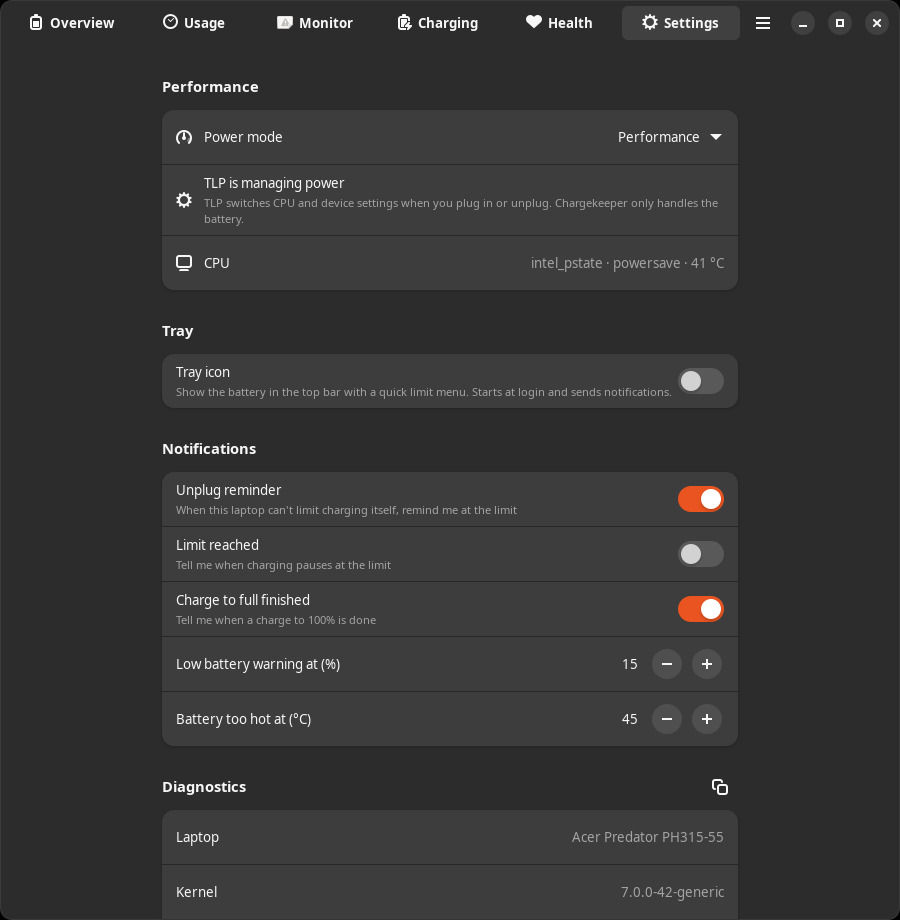 Overview
Usage
Monitor
Charging
Health
Settings
Performance
Power mode
Performance
TLP is managing power
TLP switches CPU and device settings when you plug in or unplug. Chargekeeper only handles the
battery.
CPU
intel_pstate · powersave · 41 °C
Tray
Tray icon
Show the battery in the top bar with a quick limit menu. Starts at login and sends notifications.
Notifications
Unplug reminder
When this laptop can't limit charging itself, remind me at the limit
Limit reached
Tell me when charging pauses at the limit
Charge to full finished
Tell me when a charge to 100% is done
Low battery warning at (%)
15
Battery too hot at (°C)
45
Diagnostics
Laptop
Acer Predator PH315-55
Kernel
7.0.0-42-generic